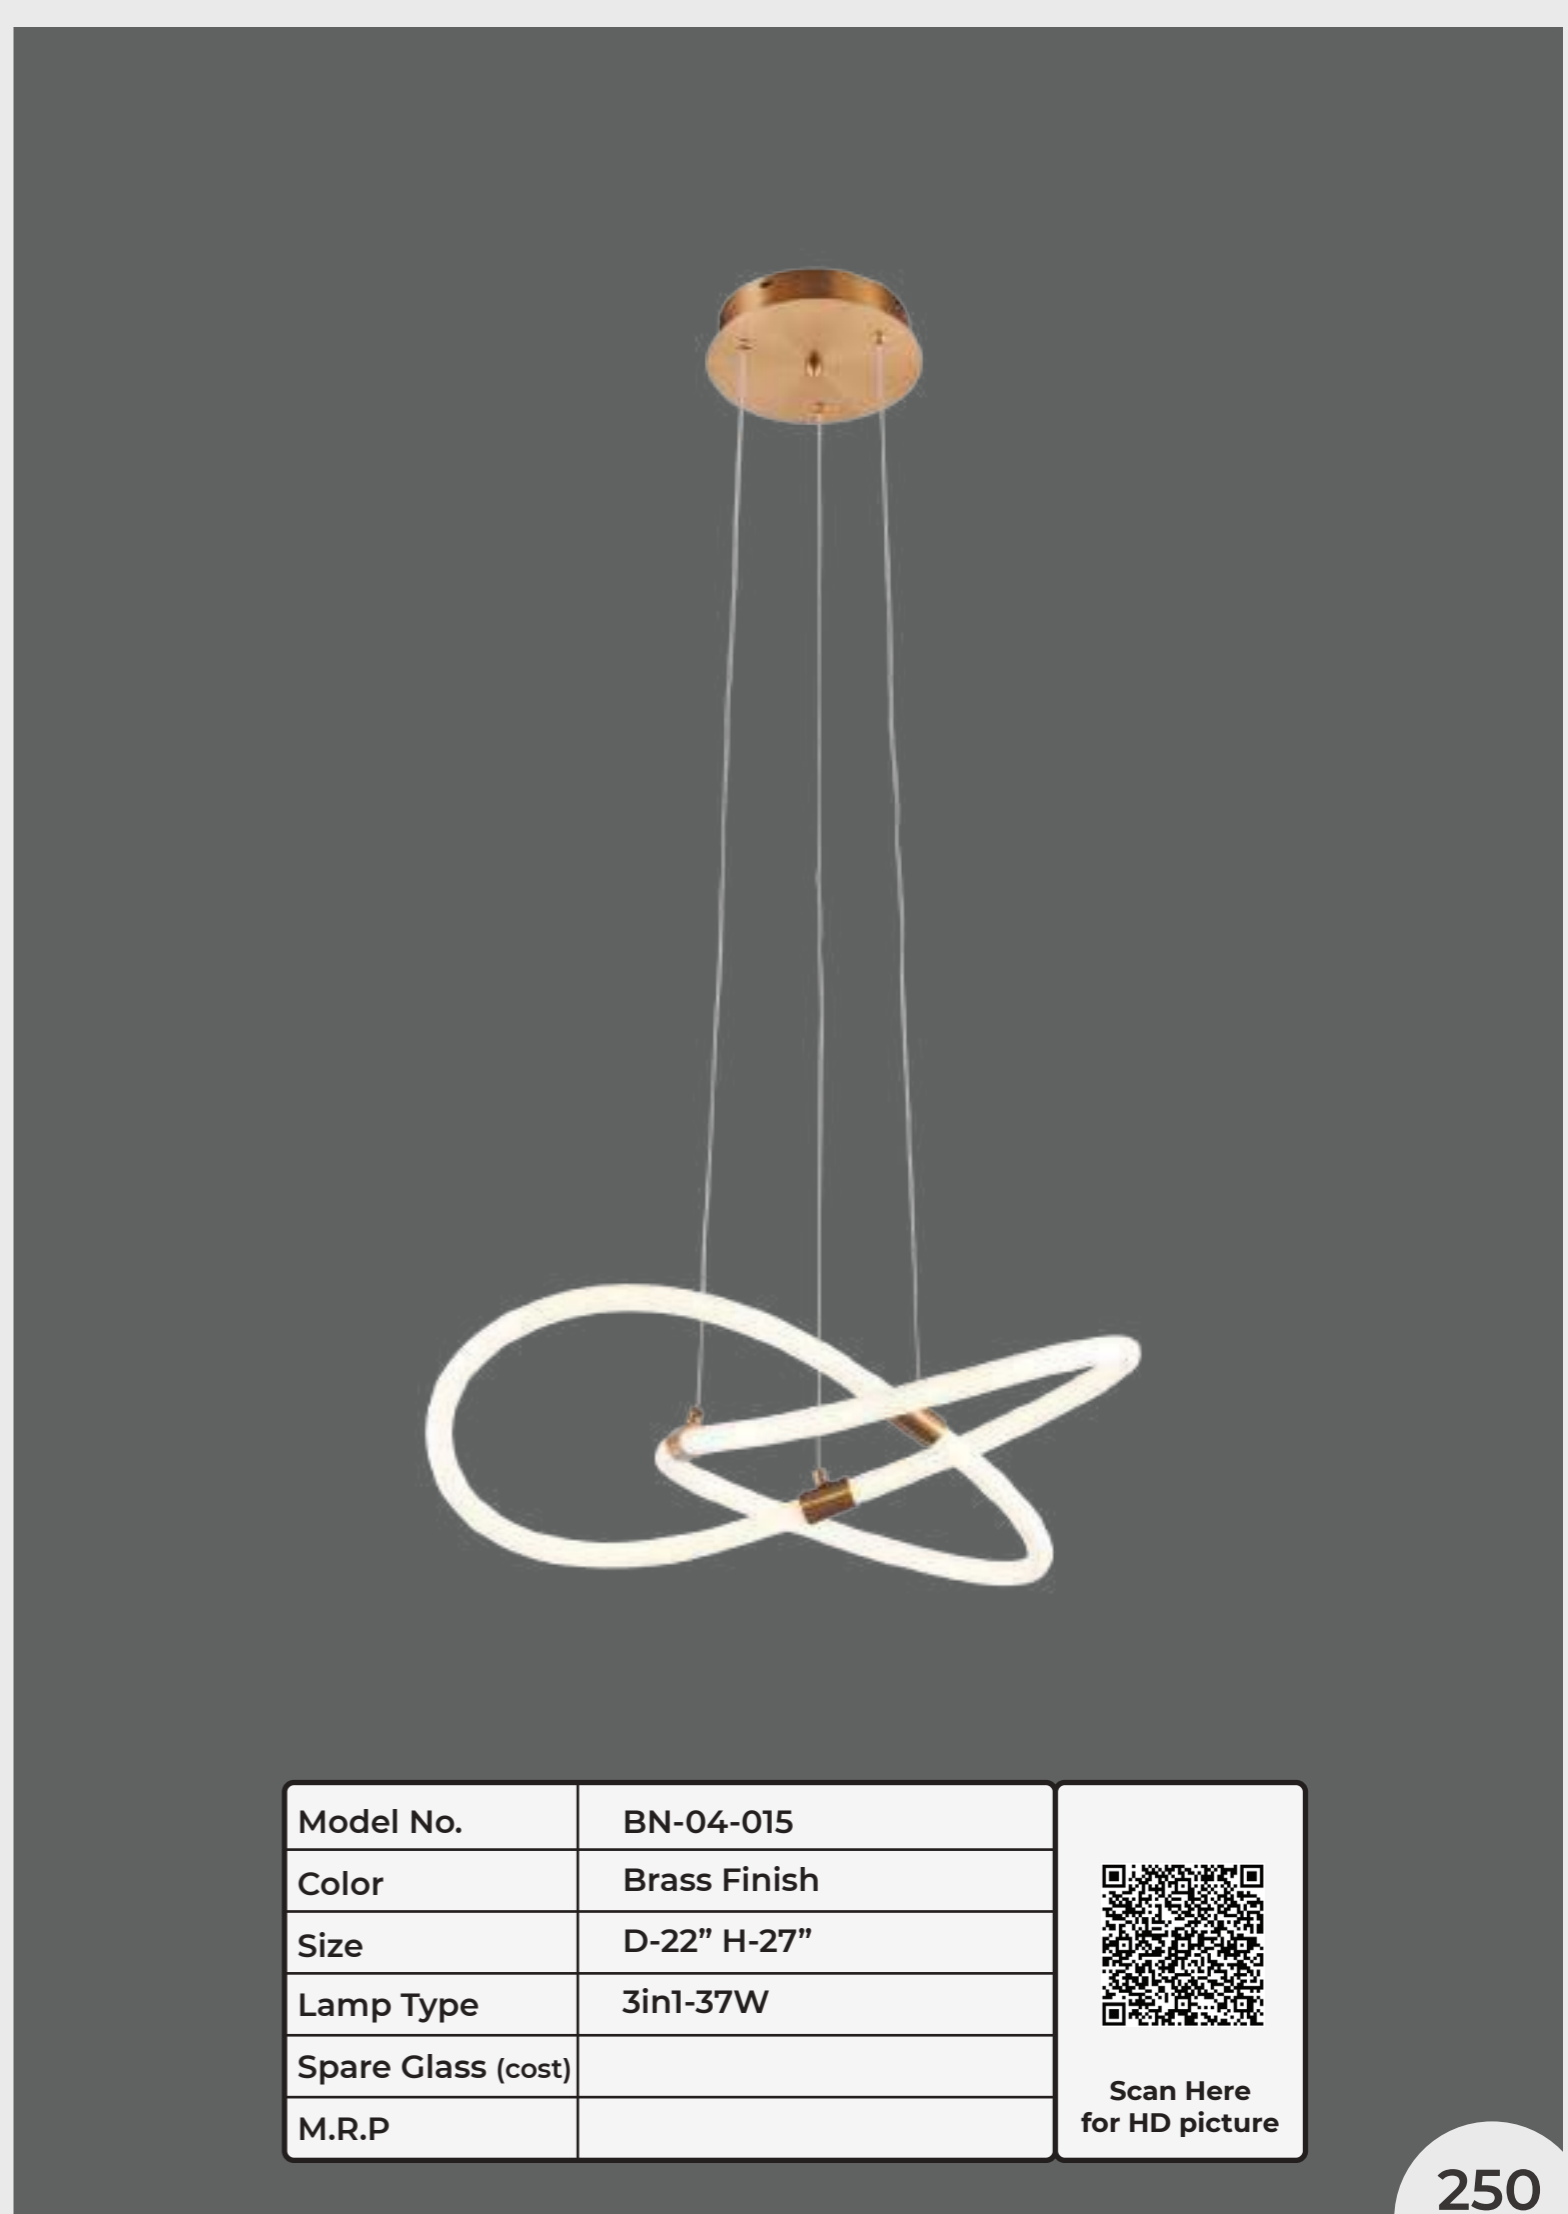 Model No. BN-04-015
Color Brass Finish
Size D-22” H-27”
Lamp Type 3in1-37W
Spare Glass (cost)
M.R.P
Scan Here
for HD picture
250